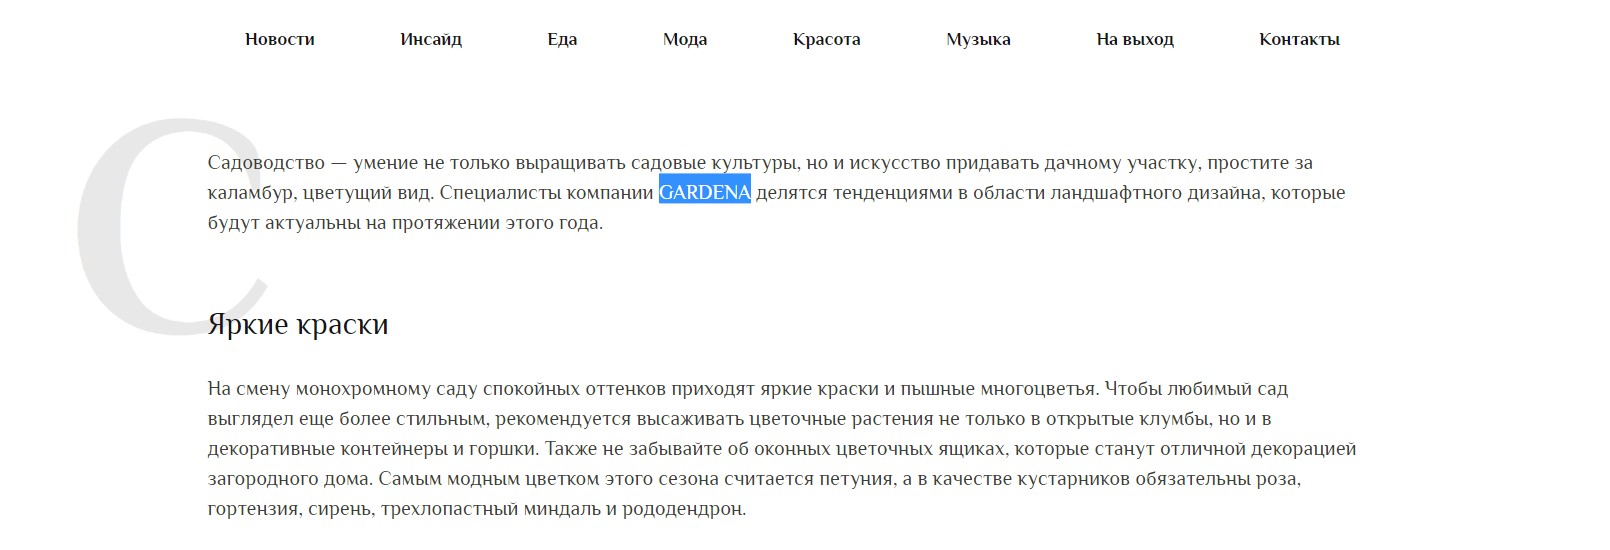 Новости Инсайд Еда Мода Красота Музыка На выход Контакты
С
Садоводство — умение не только выращивать садовые культуры, но и искусство придавать дачному участку, простите за
каламбур, цветущий вид. Специалисты компании GARDENA делятся тенденциями в области ландшафтного дизайна, которые
будут актуальны на протяжении этого года.
Яркие краски
На смену монохромному саду спокойных оттенков приходят яркие краски и пышные многоцветья. Чтобы любимый сад
выглядел еще более стильным, рекомендуется высаживать цветочные растения не только в открытые клумбы, но и в
декоративные контейнеры и горшки. Также не забывайте об оконных цветочных ящиках, которые станут отличной декорацией
загородного дома. Самым модным цветком этого сезона считается петуния, а в качестве кустарников обязательны роза,
гортензия, сирень, трехлопастный миндаль и рододендрон.